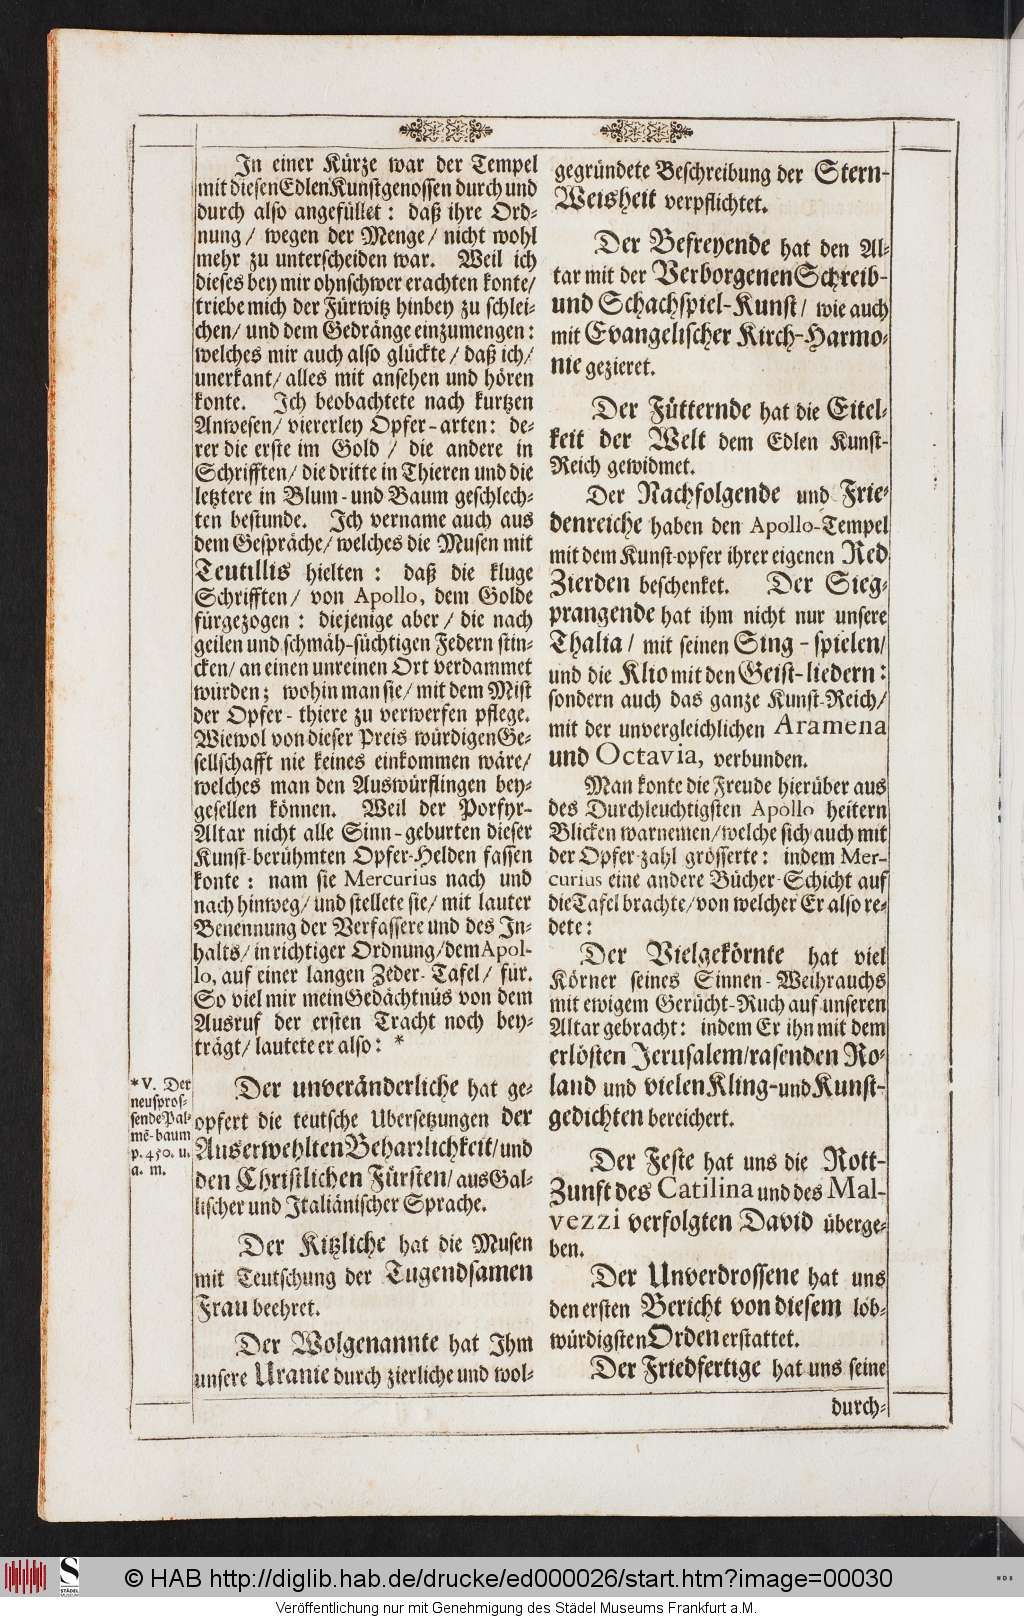 In einer Kürze war der Tempel
mit diesen Edlen Kunstgenossen durch und
durch also angefüllet: daß ihre Ord-
nung/ wegen der Menge/ nicht wohl
mehr zu unterscheiden war. Weil ich
dieses bey mir ohnschwer erachten konte/
triebe mich der Fürwitz hinbey zu schlei-
chen/ und dem Gedränge einzumengen:
welches mir auch also glückte/ daß ich/
unerkant/ alles mit ansehen und hören
konte. Ich beobachtete nach kurtzen
Anwesen/ viererley Opfer-arten: de-
rer die erste im Gold/ die andere in
Schrifften/ die dritte in Thieren und die
letztere in Blum- und Baum geschlech-
ten bestunde. Ich vername auch aus
dem Gespräche/ welches die Musen mit
Teutillis hielten: daß die kluge
Schrifften/ von Apollo, dem Golde
fürgezogen: diejenige aber/ die nach
geilen und schmäh-süchtigen Federn stin-
cken/ an einen unreinen Ort verdammet
würden; wohin man sie/ mit dem Mist
der Opfer-thiere zu verwerfen pflege.
Wiewol von dieser Preis würdigen Ge-
sellschafft nie keines einkommen wäre/
welches man den Auswürflingen bey-
gesellen können. Weil der Porfyr-
Altar nicht alle Sinn-geburten dieser
Kunst-berühmten Opfer-Helden fassen
konte: nam sie Mercurius nach und
nach hinweg/ und stellete sie/ mit lauter
Benennung der Verfassere und des In-
halts/ in richtiger Ordnung/ dem Apol-
lo, auf einer langen Zeder-Tafel/ für.
So viel mir mein Gedächtnüs von dem
Ausruf der ersten Tracht noch bey-
trägt/ lautete er also: *
* V. Der
neusprös-
sende Pal-
mē-baum
p. 450. u.
a. m.
Der unveränderliche hat ge-
opfert die teutsche Ubersetzungen der
Auserwehlten Beharrlichkeit/ und
den Christlichen Fürsten/ aus Gal-
lischer und Italiänischer Sprache.
Der Kitzliche hat die Musen
mit Teutschung der Tugendsamen
Frau beehret.
Der Wolgenannte hat Ihm
unsere Uranie durch zierliche und wol-
gegründete Beschreibung der Stern-
Weisheit verpflichtet.
Der Befreyende hat den Al-
tar mit der Verborgenen Schreib-
und Schachspiel-Kunst/ wie auch
mit Evangelischer Kirch-Harmo-
nie gezieret.
Der Fütternde hat die Eitel-
keit der Welt dem Edlen Kunst-
Reich gewidmet.
Der Nachfolgende und Frie-
denreiche haben den Apollo-Tempel
mit dem Kunst-opfer ihrer eigenen Red
Zierden beschenket. Der Sieg-
prangende hat ihm nicht nur unsere
Thalia/ mit seinen Sing-spielen/
und die Klio mit den Geist-liedern:
sondern auch das ganze Kunst-Reich/
mit der unvergleichlichen Aramena
und Octavia, verbunden.
Man konte die Freude hierüber aus
des Durchleuchtigsten Apollo heitern
Blicken warnemen/ welche sich auch mit
der Opfer-zahl grösserte: indem Mer-
curius eine andere Bücher-Schicht auf
die Tafel brachte/ von welcher Er also re-
dete:
Der Vielgekörnte hat viel
Körner seines Sinnen-Weihrauchs
mit ewigem Gerücht-Ruch auf unseren
Altar gebracht: indem Er ihn mit dem
erlösten Jerusalem/ rasenden Ro-
land und vielen Kling- und Kunst-
gedichten bereichert.
Der Feste hat uns die Rott-
Zunft des Catilina und des Mal-
vezzi verfolgten David überge-
ben.
Der Unverdrossene hat uns
den ersten Bericht von diesem lob-
würdigsten Orden erstattet.
Der Friedfertige hat uns seine
durch-
STÄDEL MUSEUM
© HAB http://diglib.hab.de/drucke/ed000026/start.htm?image=00030
WDB
Veröffentlichung nur mit Genehmigung des Städel Museums Frankfurt a.M.